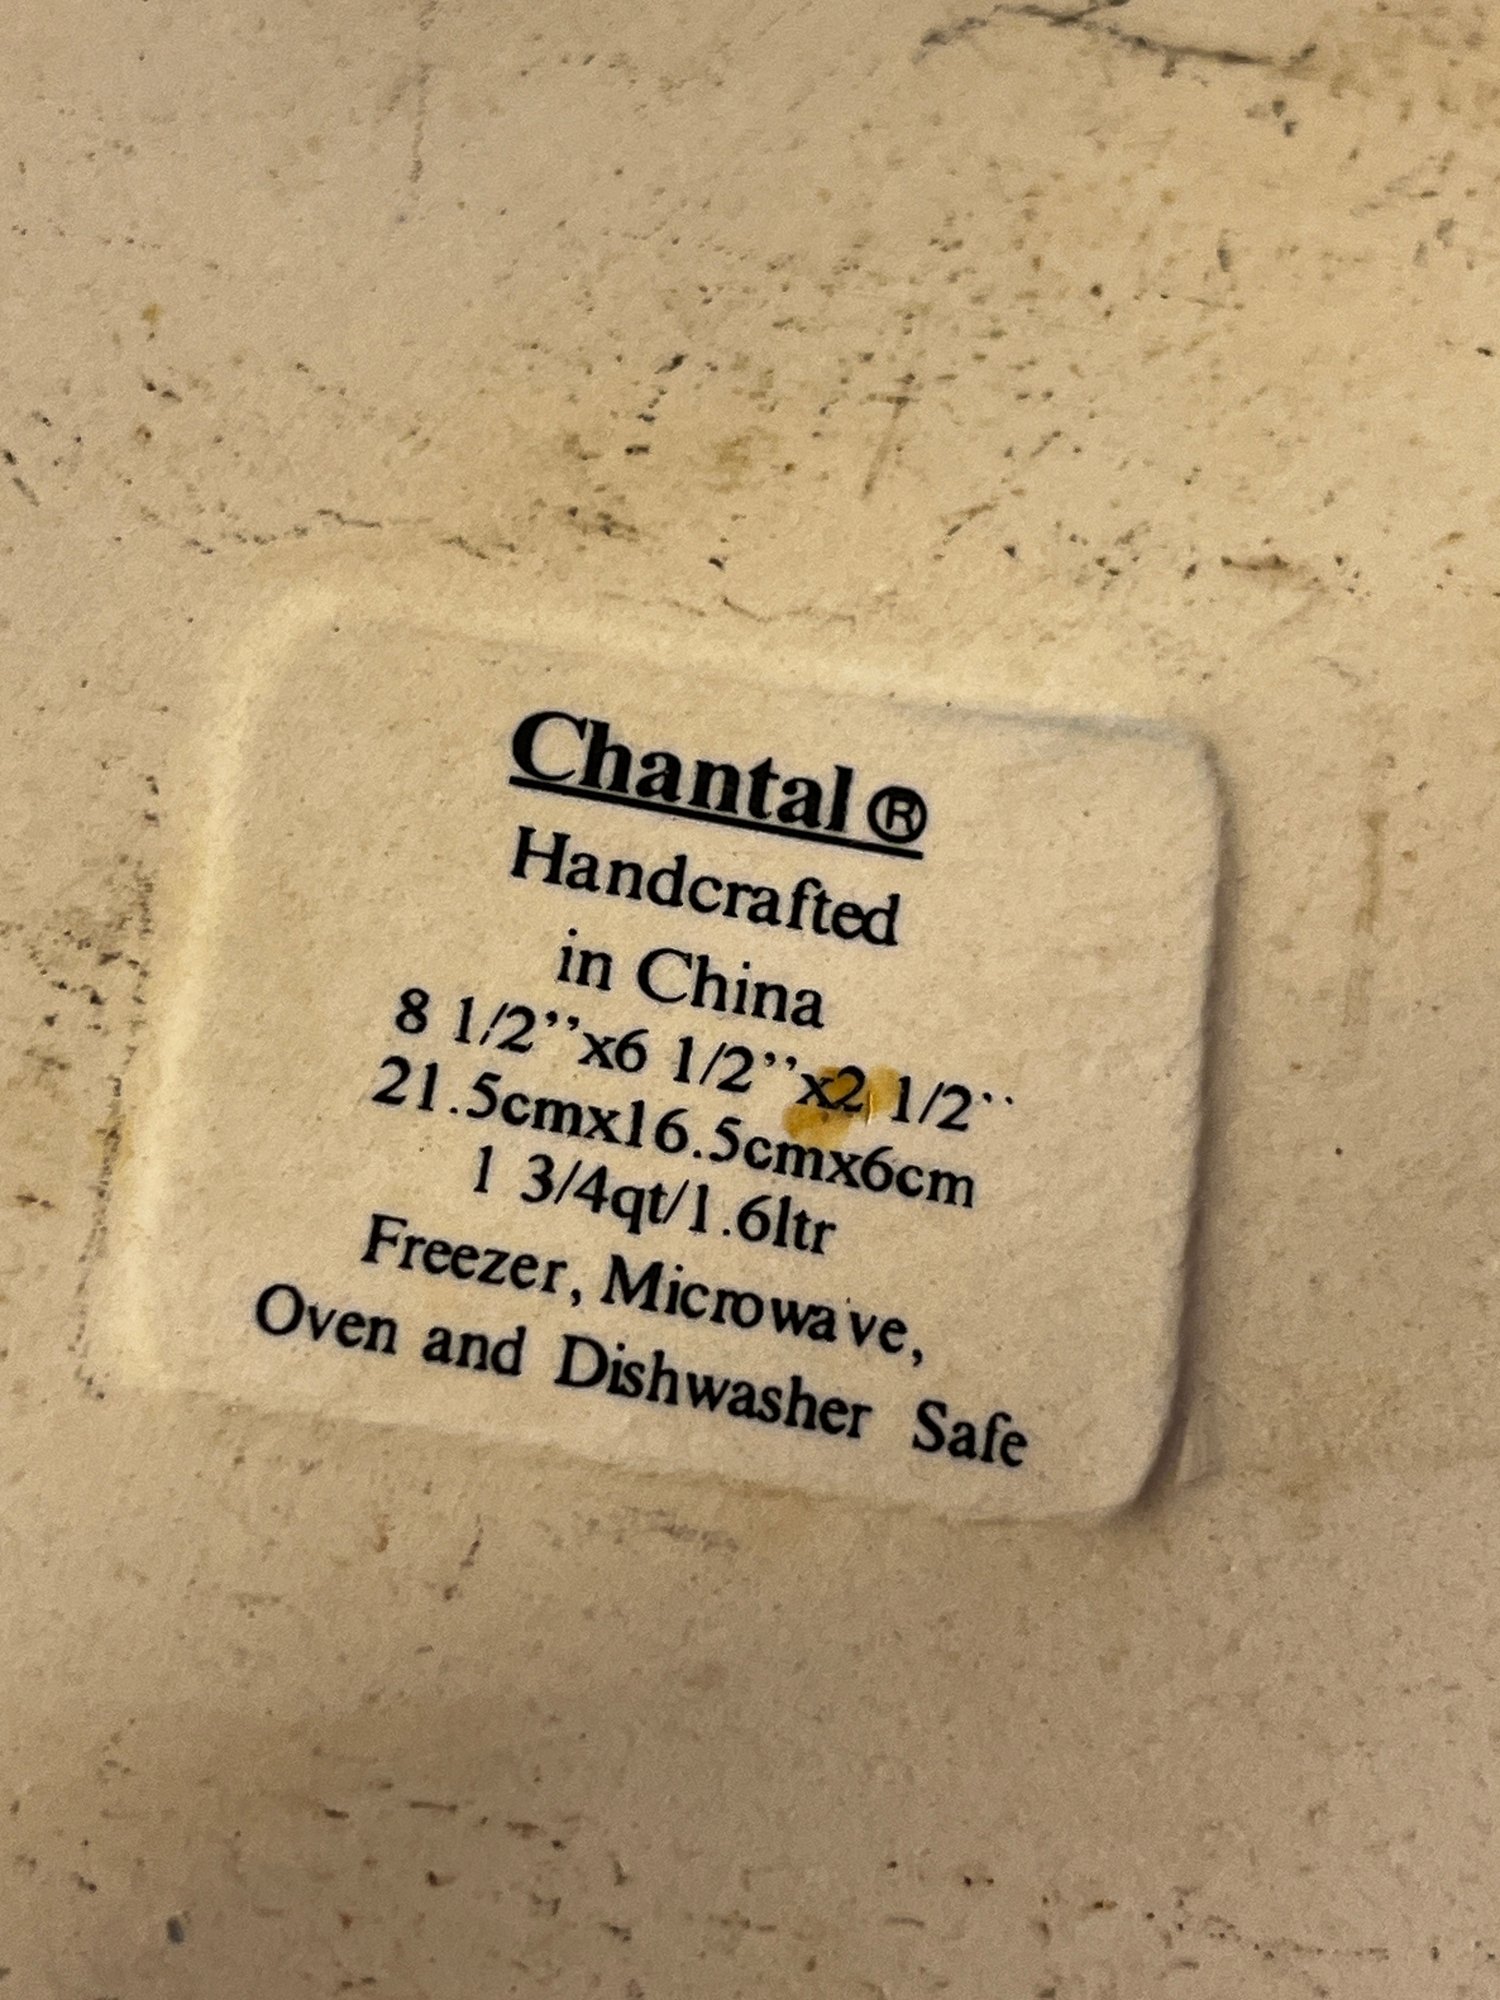 Chantal ®
Handcrafted
in China
8 1/2’’x6 1/2’’x2 1/2’’
21.5cmx16.5cmx6cm
1 3/4qt/1.6ltr
Freezer, Microwave,
Oven and Dishwasher Safe